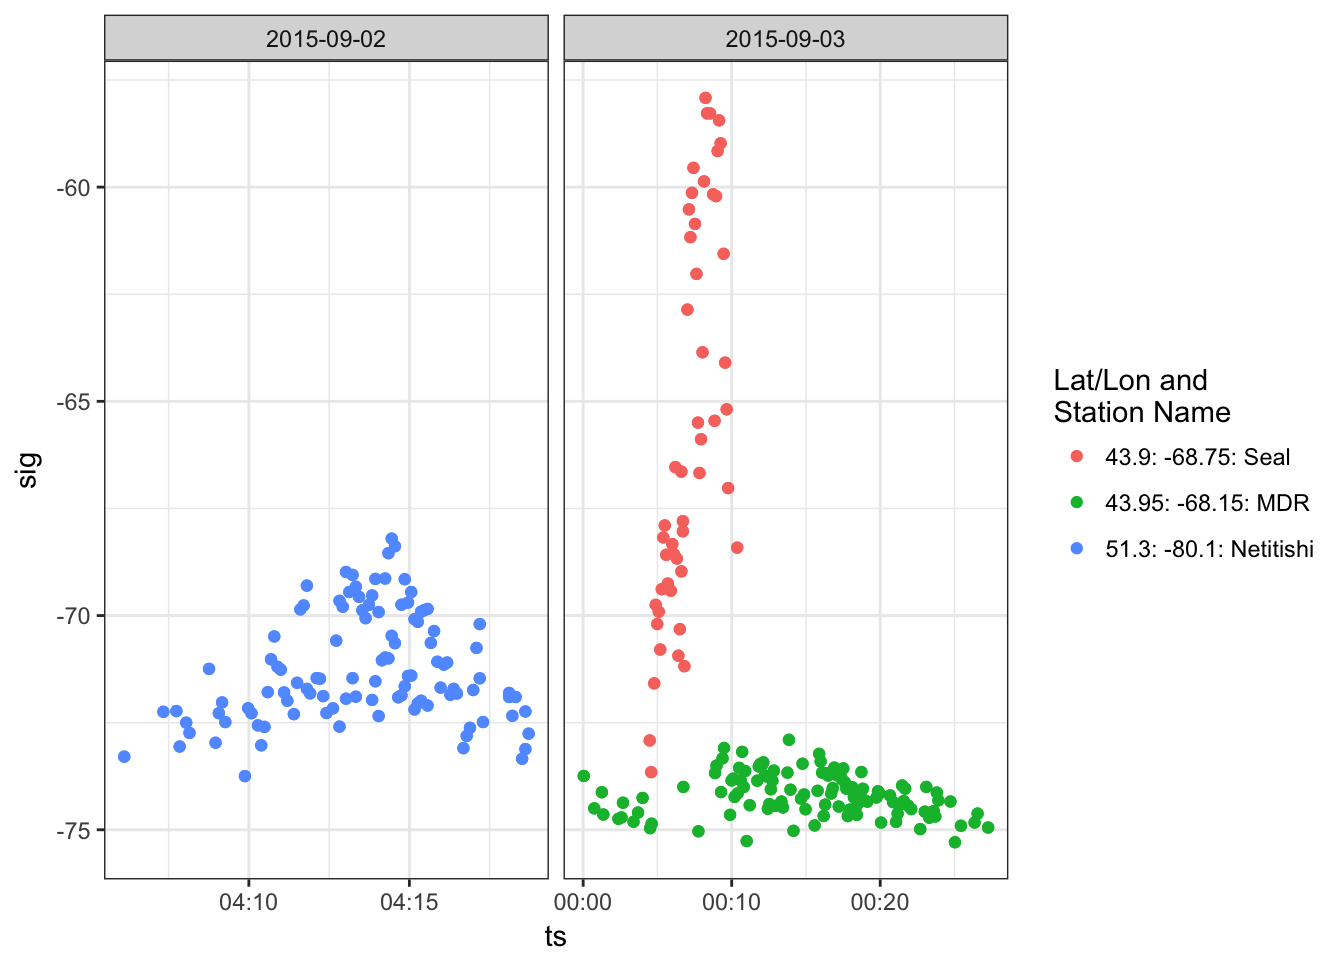 2015-09-02
2015-09-03
-60
-65
-70
-75
sig
04:10
04:15
00:00
00:10
00:20
ts
Lat/Lon and
Station Name
43.9: -68.75: Seal
43.95: -68.15: MDR
51.3: -80.1: Netitishi